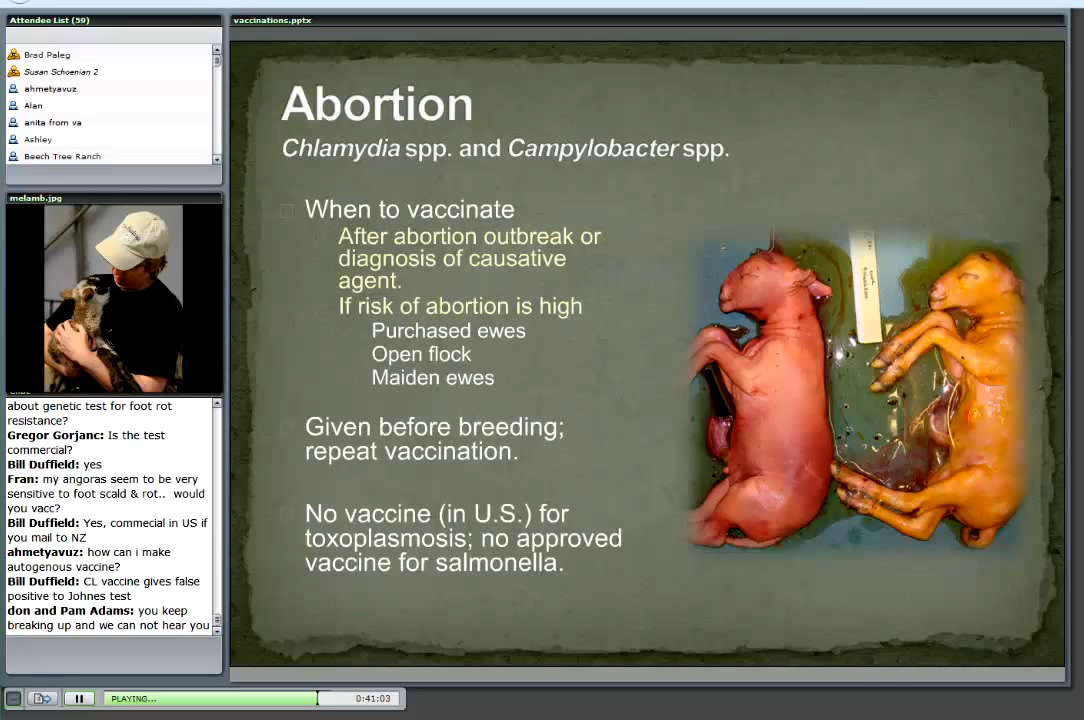 Attendee List (59)
Brad Paleg
Susan Schoenian 2
ahmetyavuz
Alan
anita from va
Ashley
Beech Tree Ranch
melamb.jpg
about genetic test for foot rot
resistance?
Gregor Gorjanc: Is the test
commercial?
Bill Duffield: yes
Fran: my angoras seem to be very
sensitive to foot scald & rot.. would
you vacc?
Bill Duffield: Yes, commecial in US if
you mail to NZ
ahmetyavuz: how can i make
autogenous vaccine?
Bill Duffield: CL vaccine gives false
positive to Johnes test
don and Pam Adams: you keep
breaking up and we can not hear you
vaccinations.pptx
Abortion
Chlamydia spp. and Campylobacter spp.
When to vaccinate
After abortion outbreak or
diagnosis of causative
agent.
If risk of abortion is high
Purchased ewes
Open flock
Maiden ewes
Given before breeding;
repeat vaccination.
No vaccine (in U.S.) for
toxoplasmosis; no approved
vaccine for salmonella.
PLAYING...
0:41:03